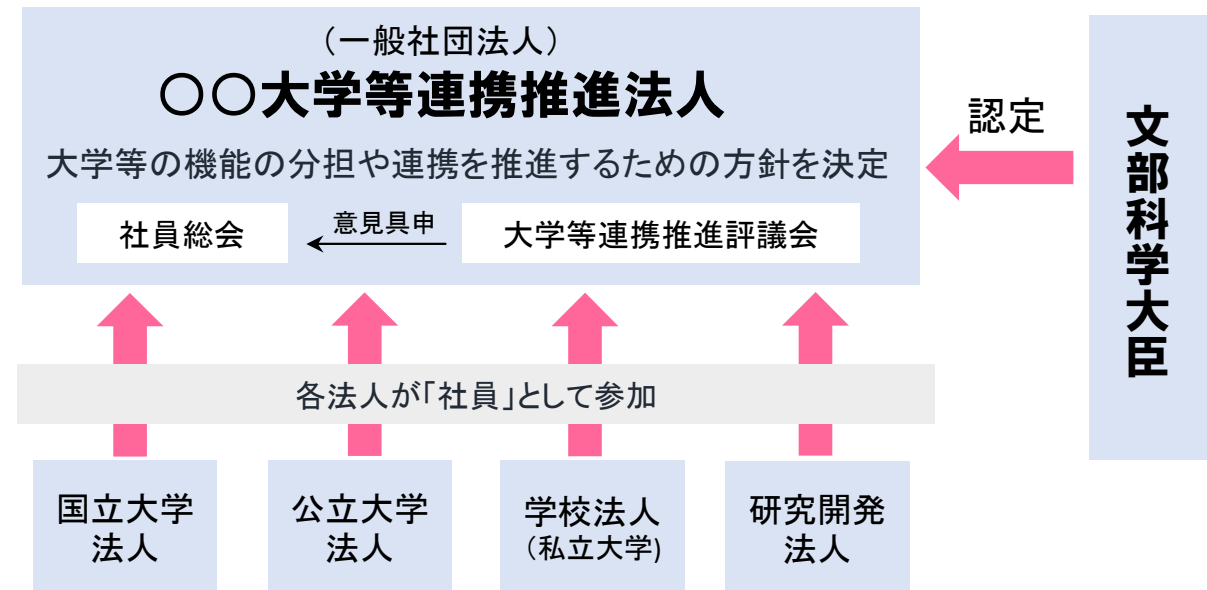 （一般社団法人）
○○大学等連携推進法人
大学等の機能の分担や連携を推進するための方針を決定
社員総会
意見具申
大学等連携推進評議会
認定
文部科学大臣
各法人が｢社員｣として参加
国立大学
法人
公立大学
法人
学校法人
（私立大学)
研究開発
法人